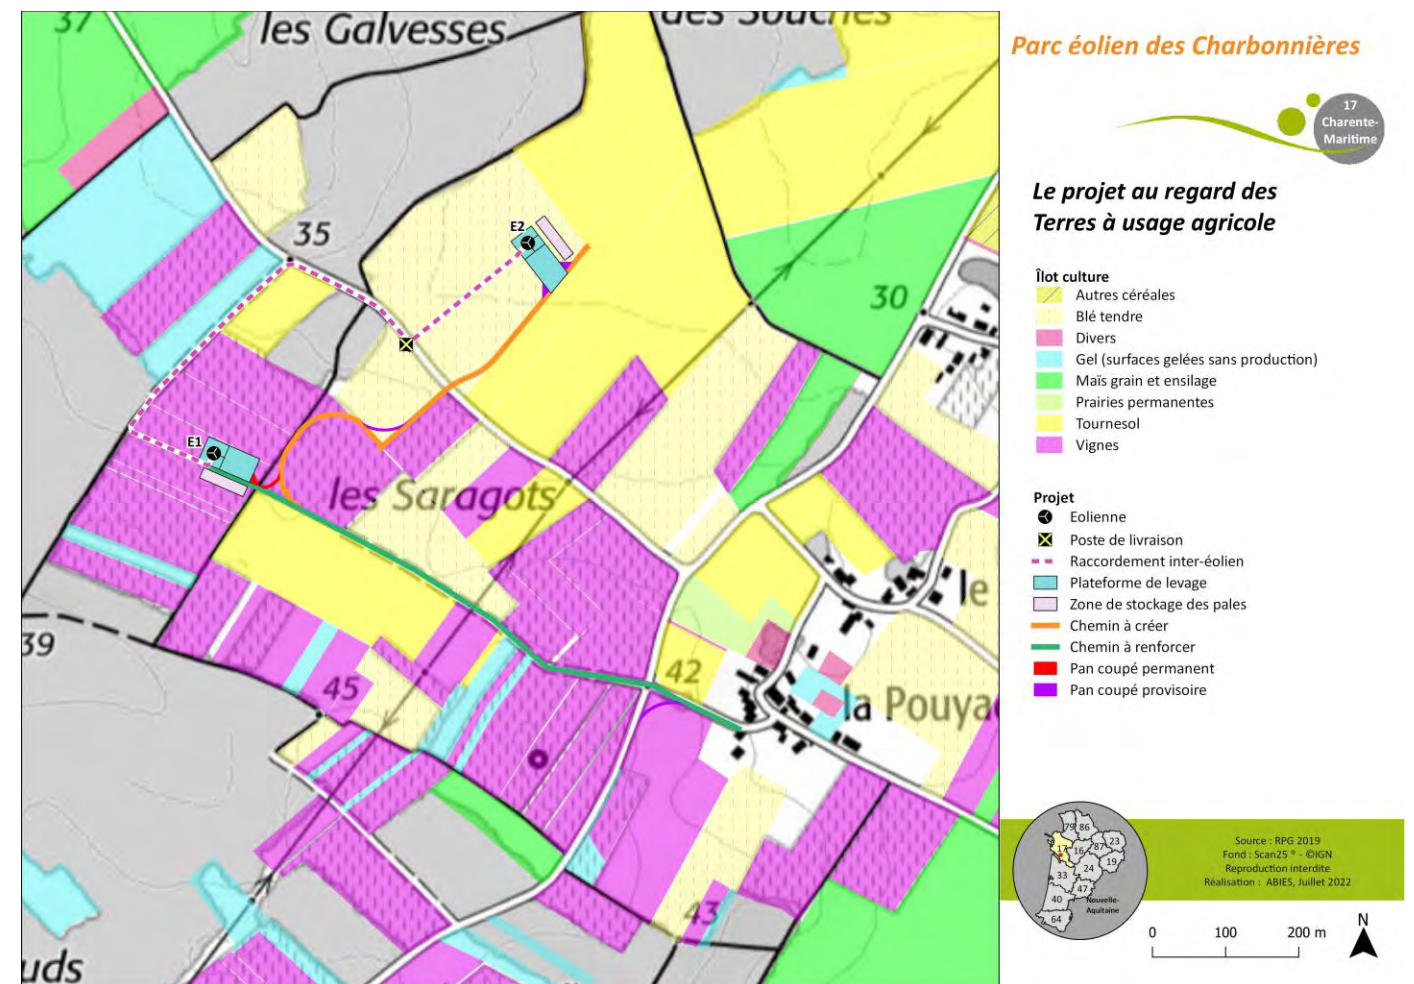 37
les Galvesses
des Souches
35
E2
30
E1
les Saragots
39
45
42
le
la Pouya
43
uds
Parc éolien des Charbonnières
17
Charente-
Maritime
Le projet au regard des
Terres à usage agricole
Îlot culture
Autres céréales
Blé tendre
Divers
Gel (surfaces gelées sans production)
Maïs grain et ensilage
Prairies permanentes
Tournesol
Vignes
Projet
Eolienne
Poste de livraison
Raccordement inter-éolien
Plateforme de levage
Zone de stockage des pales
Chemin à créer
Chemin à renforcer
Pan coupé permanent
Pan coupé provisoire
79 86
17 16 87 23
19
33 24
47
40
64
Nouvelle-
Aquitaine
Source : RPG 2019
Fond : Scan25 ® - ©IGN
Reproduction interdite
Réalisation : ABIES, Juillet 2022
0 100 200 m
N